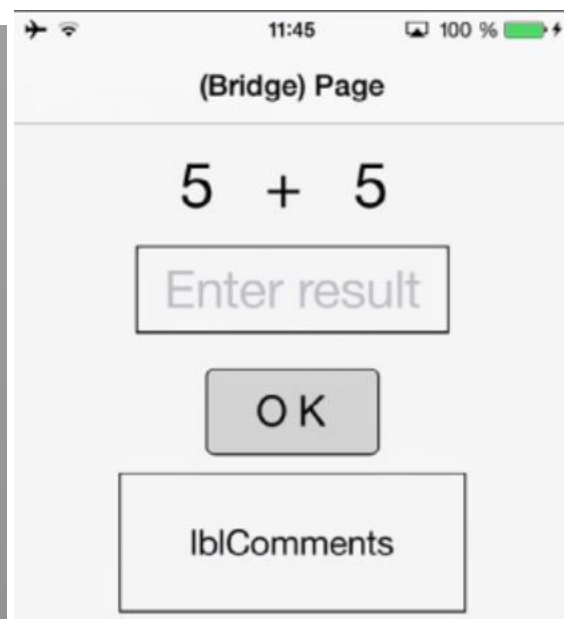 11:45 100 %
(Bridge) Page
5 + 5
Enter result
OK
lblComments